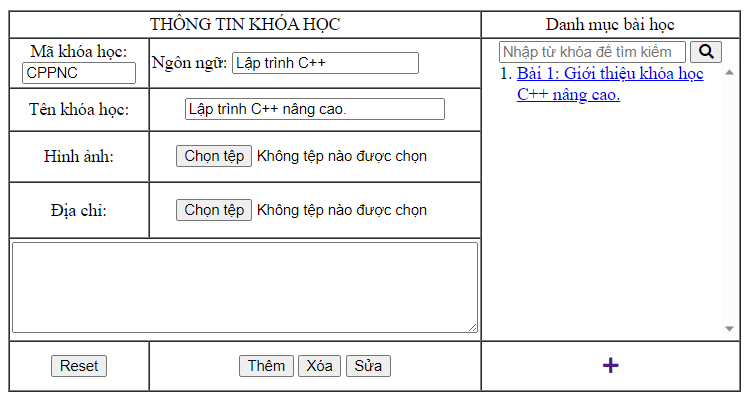 THÔNG TIN KHÓA HỌC
Danh mục bài học
Mã khóa học:
CPPNC
Ngôn ngữ: Lập trình C++
Nhập từ khóa để tìm kiếm
1. Bài 1: Giới thiệu khóa học
C++ nâng cao.
Tên khóa học:
Lập trình C++ nâng cao.
Hình ảnh:
Chọn tệp Không tệp nào được chọn
Địa chỉ:
Chọn tệp Không tệp nào được chọn
Reset
Thêm Xóa Sửa
+